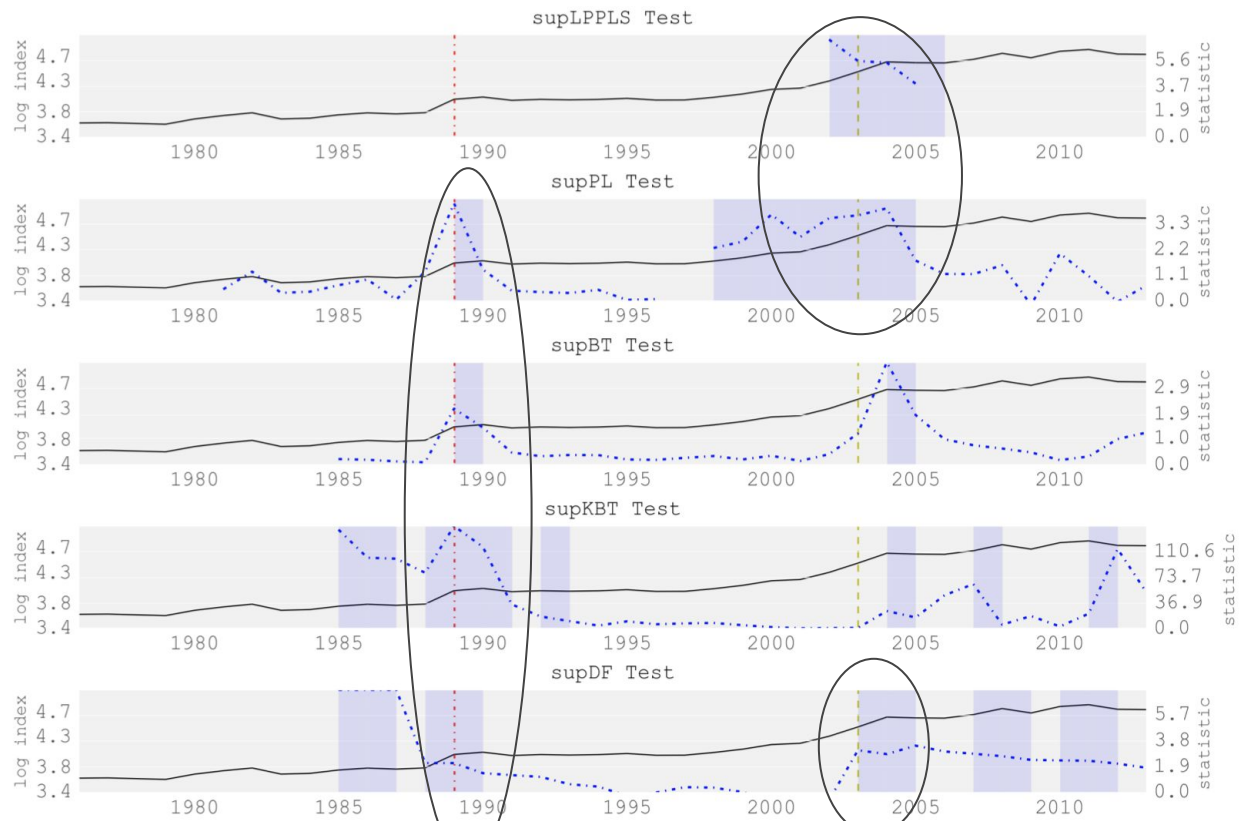 supLPPLS Test
log index
4.7
4.3
3.8
3.4
5.6
3.7
1.9
0.0
statistic
1980 1985 1990 1995 2000 2005 2010
supPL Test
log index
4.7
4.3
3.8
3.4
3.3
2.2
1.1
0.0
statistic
1980 1985 1990 1995 2000 2005 2010
supBT Test
log index
4.7
4.3
3.8
3.4
2.9
1.9
1.0
0.0
statistic
1980 1985 1990 1995 2000 2005 2010
supKBT Test
log index
4.7
4.3
3.8
3.4
110.6
73.7
36.9
0.0
statistic
1980 1985 1990 1995 2000 2005 2010
supDF Test
log index
4.7
4.3
3.8
3.4
5.7
3.8
1.9
0.0
statistic
1980 1985 1990 1995 2000 2005 2010